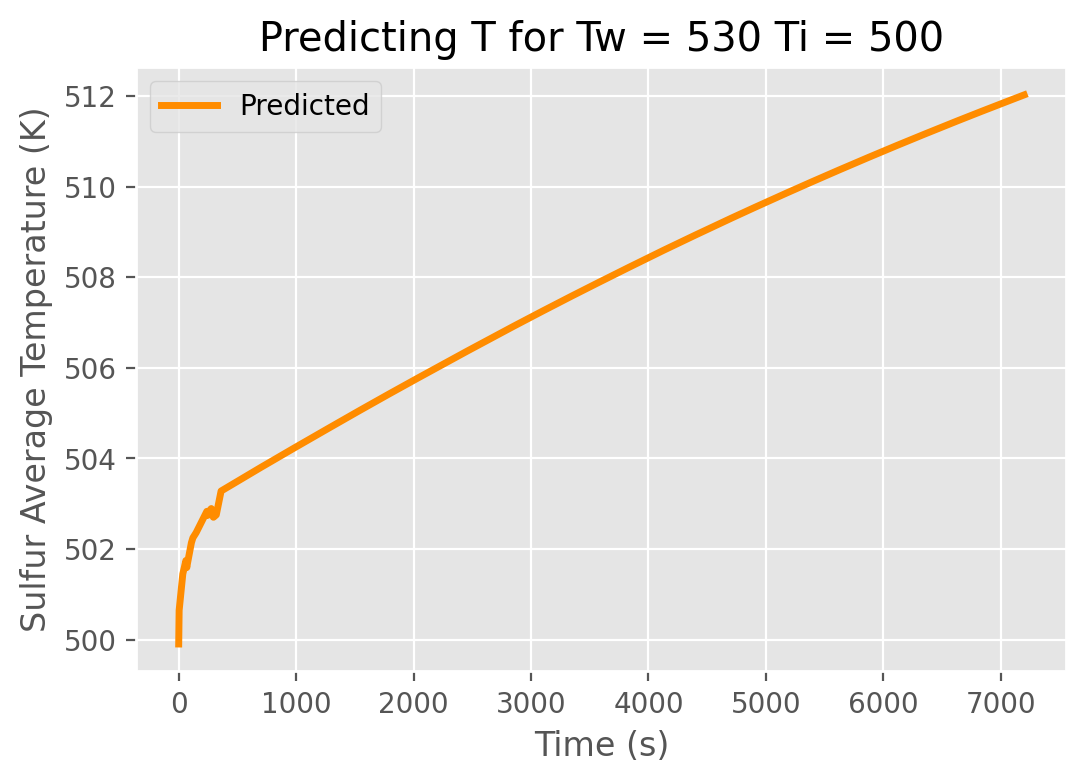 Predicting T for Tw = 530 Ti = 500
Predicted
Sulfur Average Temperature (K)
512
510
508
506
504
502
500
0 1000 2000 3000 4000 5000 6000 7000
Time (s)